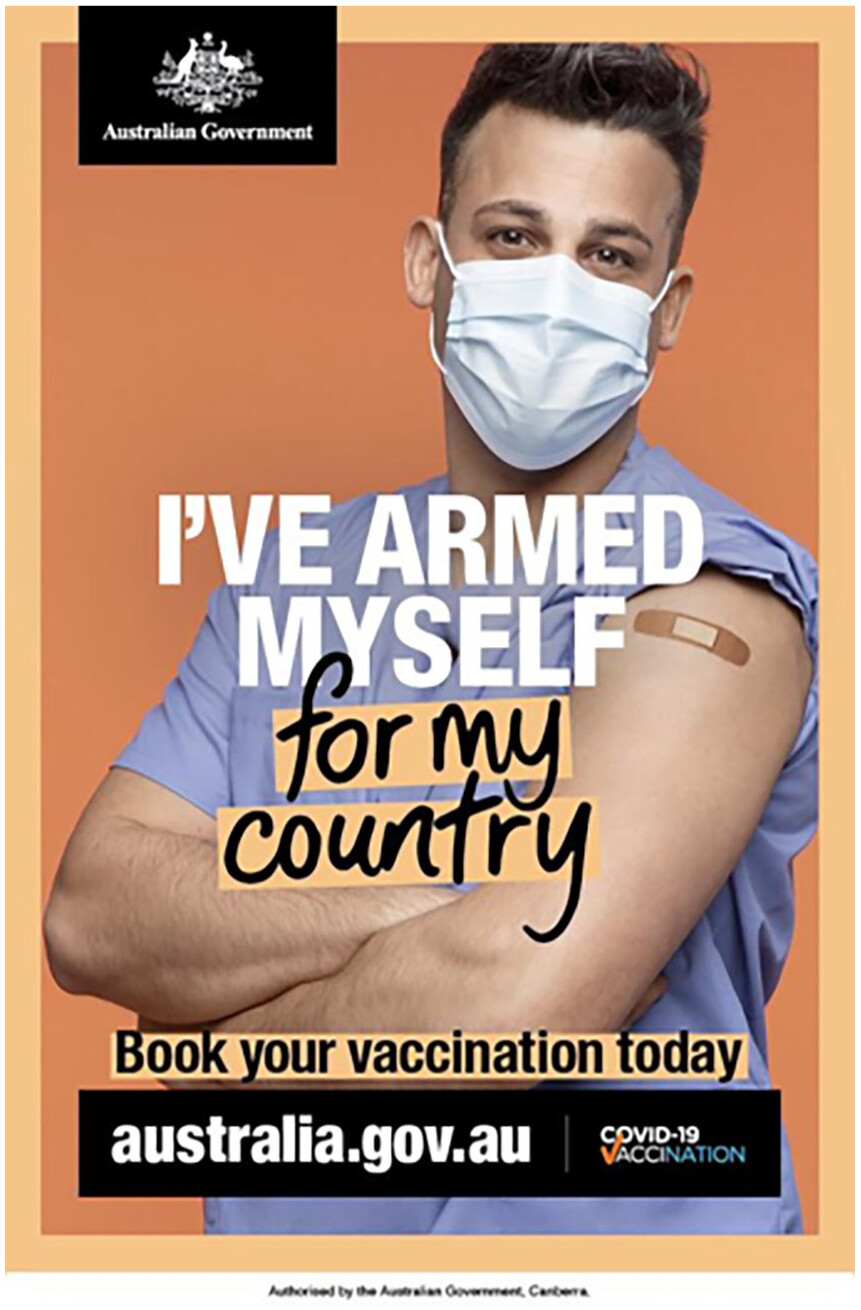 Australian Government
I'VE ARMED
MYSELF
for my
country
Book your vaccination today
australia.gov.au
COVID-19
VACCINATION
Authorised by the Australian Government, Canberra.